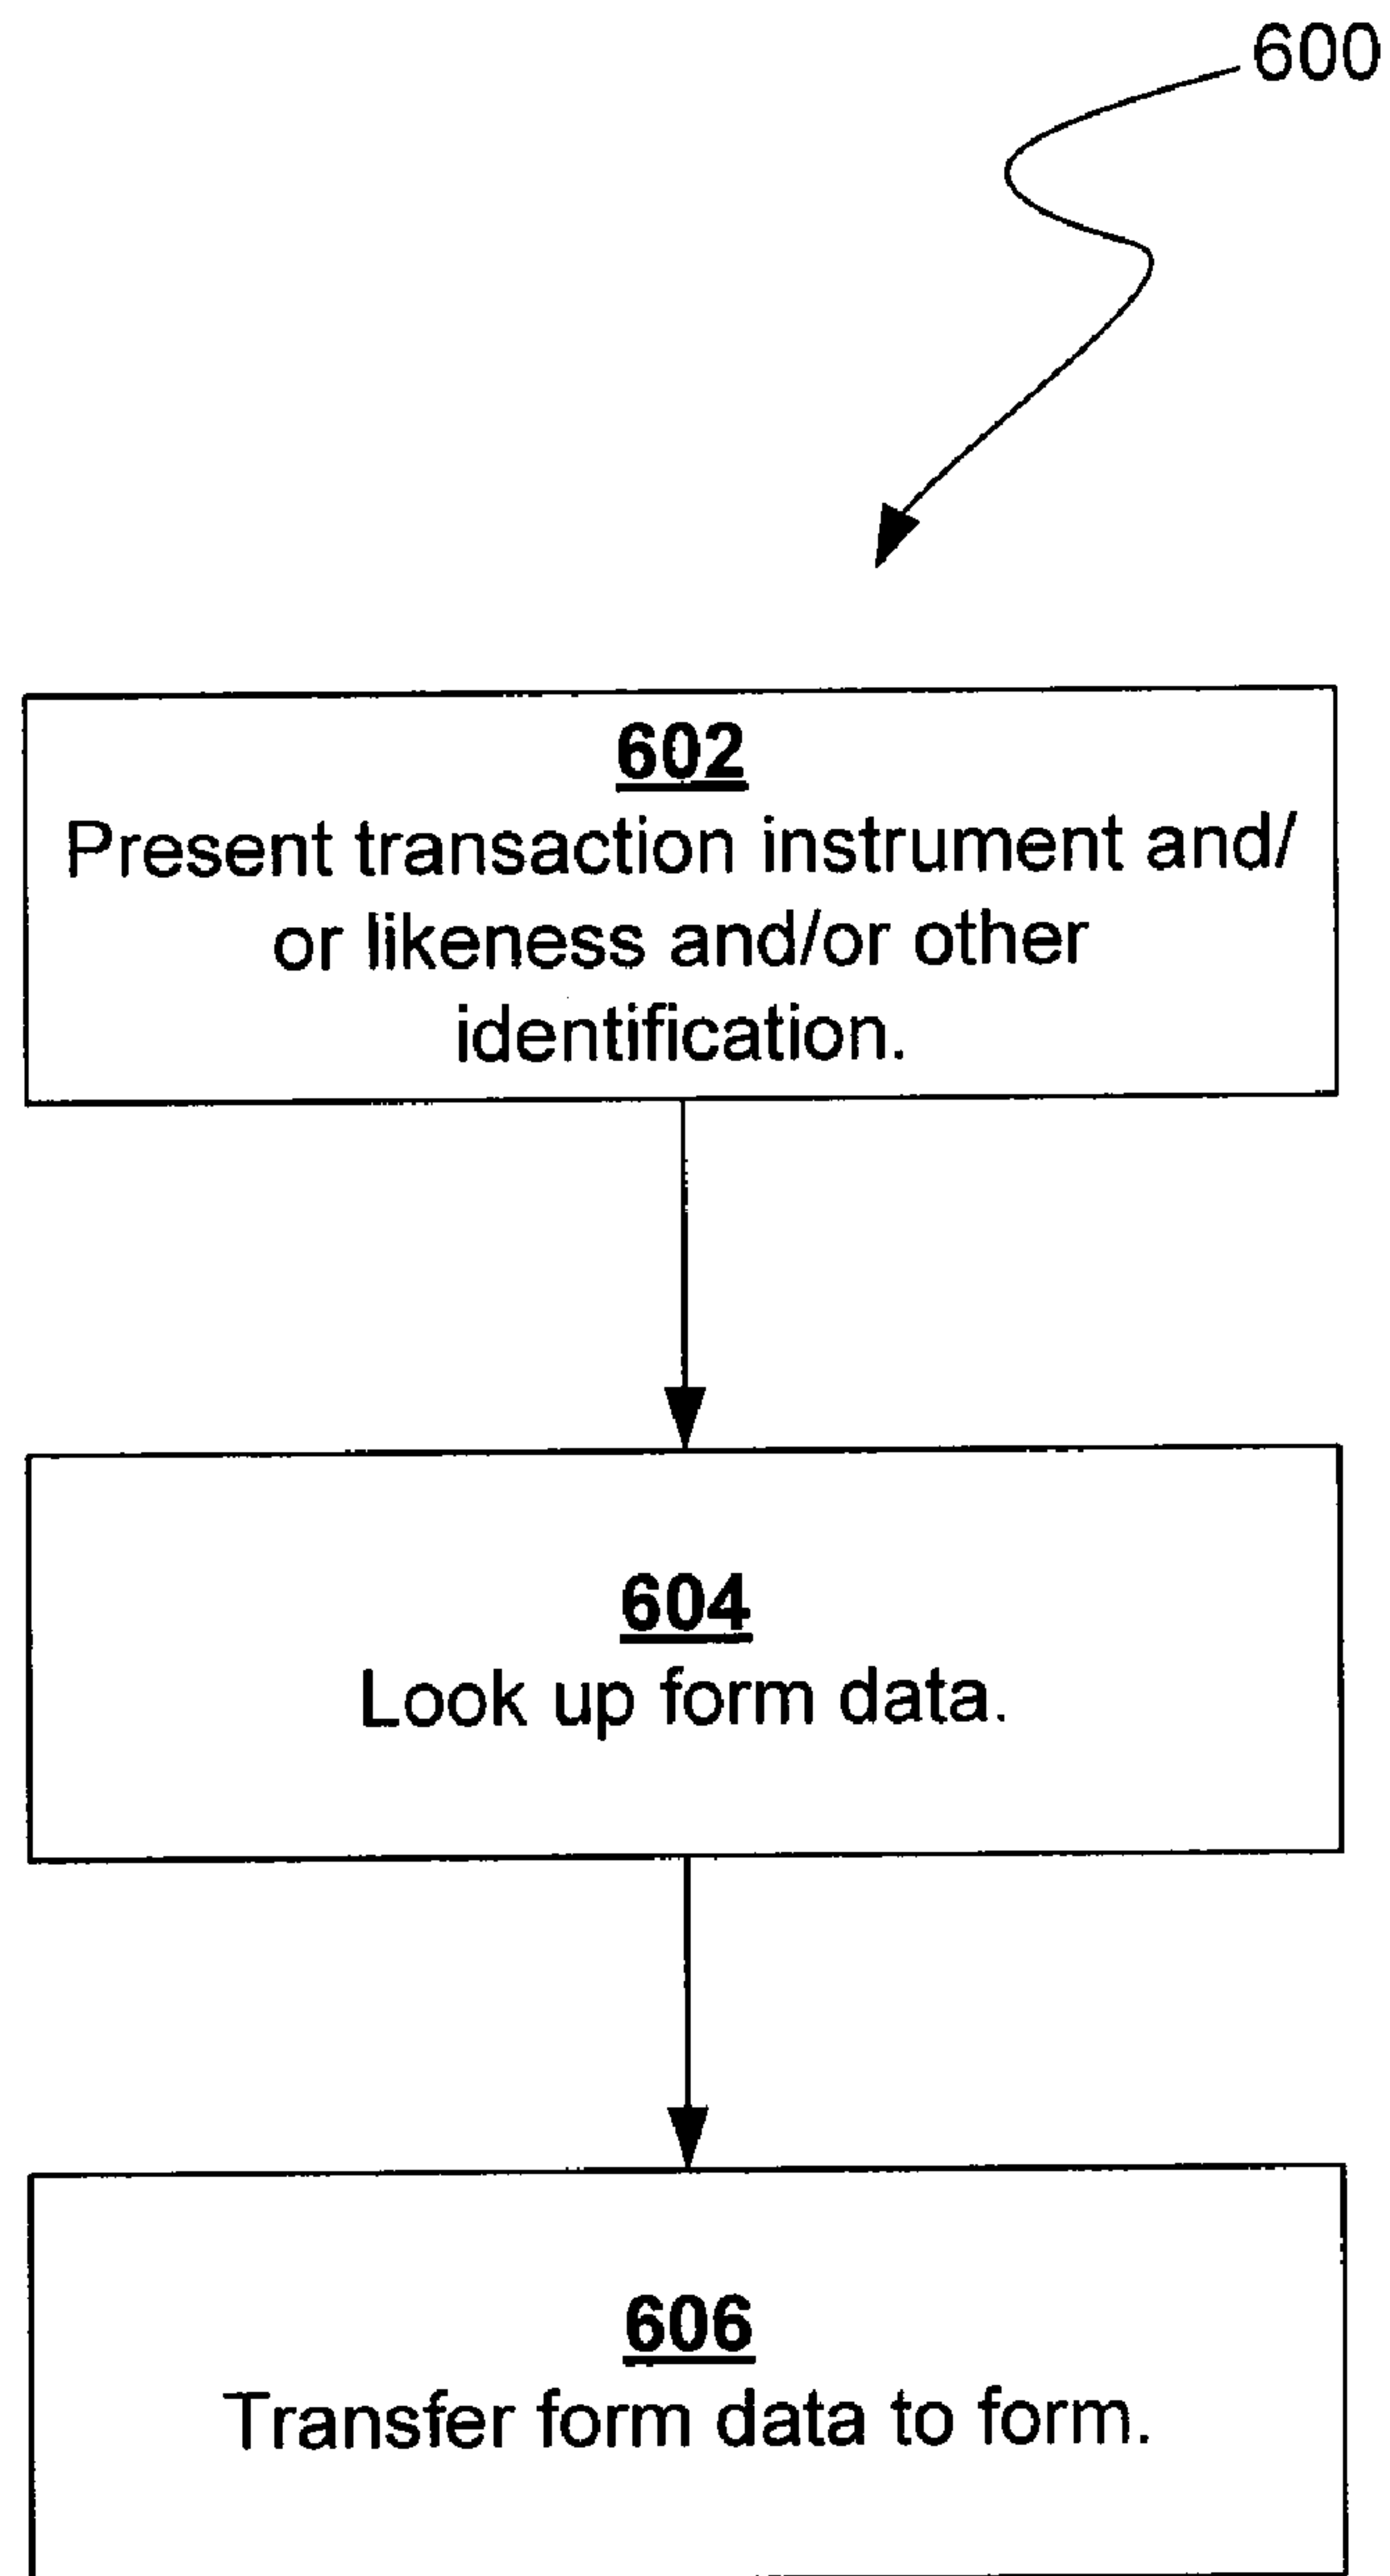 600
602
Present transaction instrument and/
or likeness and/or other
identification.
604
Look up form data.
606
Transfer form data to form.